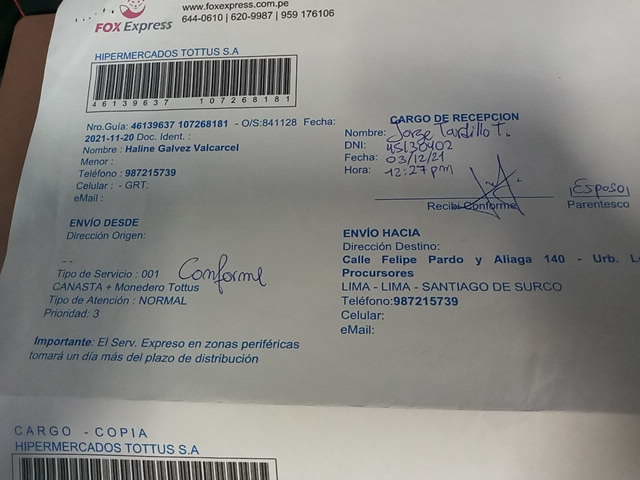 www.foxexpress.com.pe
644-0610 | 620-9987 | 959 176106
FOX Express
HIPERMERCADOS TOTTUS S.A
46139637 107268181
Nro.Guía: 46139637 107268181 - O/S:841128 Fecha:
2021-11-20 Doc. Ident. :
Nombre : Haline Galvez Valcarcel
Menor :
Teléfono : 987215739
Celular : - GRT.
eMail :
CARGO DE RECEPCION
Nombre: Jorge Tardillo T.
DNI: 45130402
Fecha: 03/12/21
Hora: 12:27 pm
Recibi Conforme
¡Esposo¡
Parentesco
ENVÍO DESDE
Dirección Origen:
- -
Tipo de Servicio : 001
CANASTA + Monedero Tottus
Tipo de Atención : NORMAL
Prioridad: 3
Conforme
ENVÍO HACIA
Dirección Destino:
Calle Felipe Pardo y Aliaga 140 - Urb.
Procursores
LIMA - LIMA - SANTIAGO DE SURCO
Teléfono:987215739
Celular:
eMail:
Importante: El Serv. Expreso en zonas periféricas
tomará un día más del plazo de distribución
CARGO - COPIA
HIPERMERCADOS TOTTUS S.A